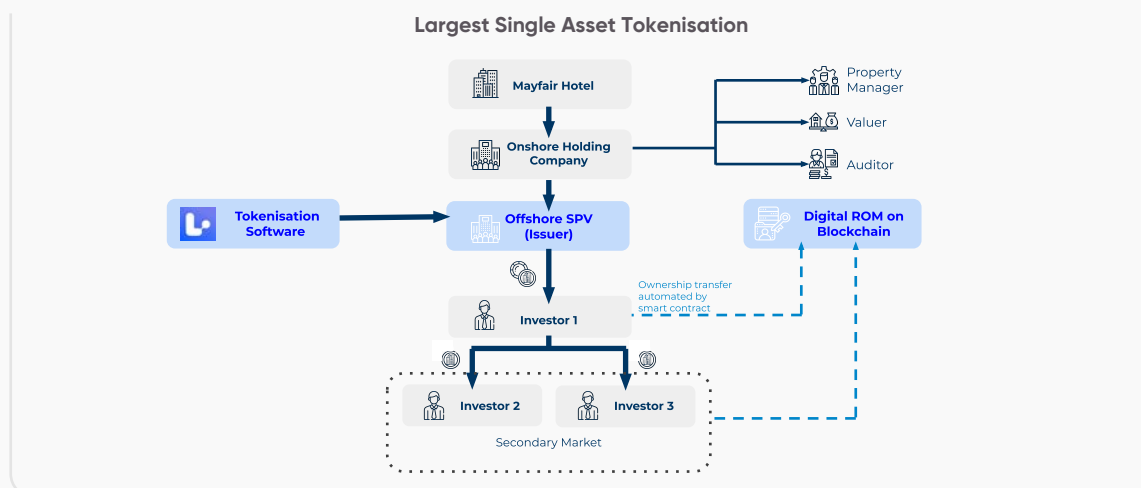 Largest Single Asset Tokenisation
Mayfair Hotel
Property
Manager
Onshore Holding
Company
Valuer
Auditor
Tokenisation
Software
Offshore SPV
(Issuer)
Digital ROM on
Blockchain
Ownership transfer
automated by
smart contract
Investor 1
Investor 2
Investor 3
Secondary Market